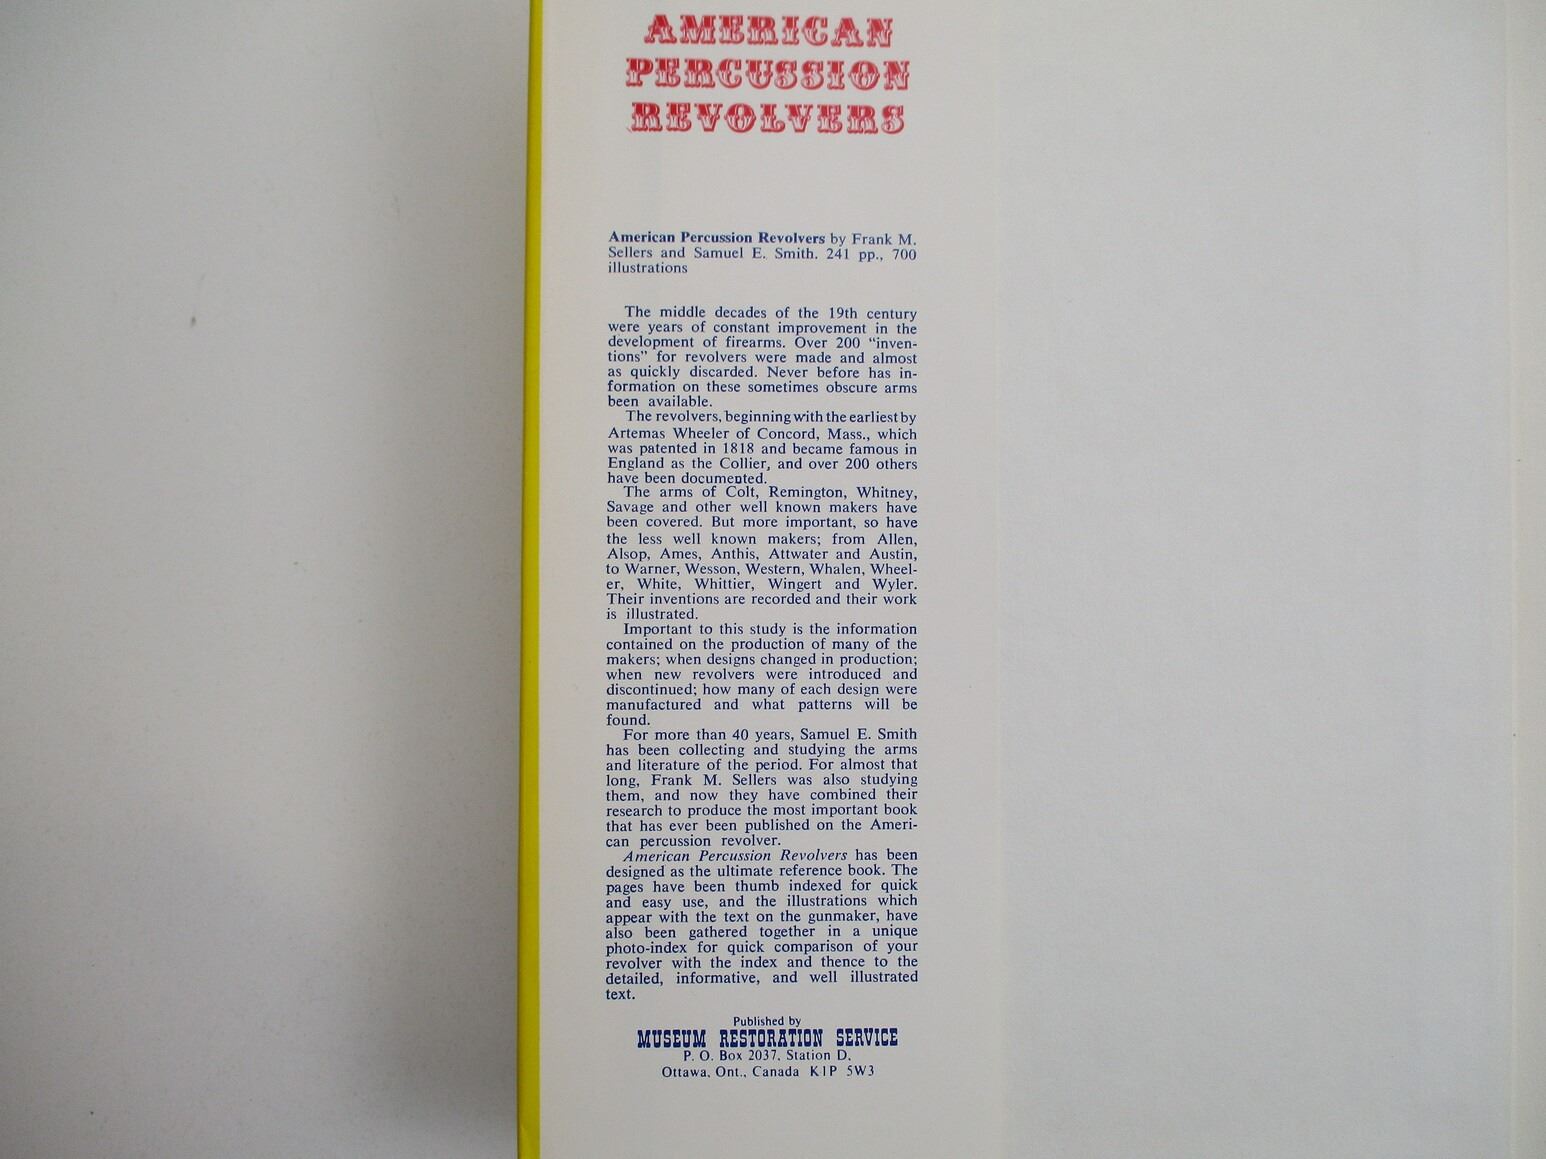 AMERICAN
PERCUSSION
REVOLVERS
American Percussion Revolvers by Frank M.
Sellers and Samuel E. Smith. 241 pp., 700
illustrations
The middle decades of the 19th century
were years of constant improvement in the
development of firearms. Over 200 “inven-
tions” for revolvers were made and almost
as quickly discarded. Never before has in-
formation on these sometimes obscure arms
been available.
The revolvers, beginning with the earliest by
Artemas Wheeler of Concord, Mass., which
was patented in 1818 and became famous in
England as the Collier, and over 200 others
have been documented.
The arms of Colt, Remington, Whitney,
Savage and other well known makers have
been covered. But more important, so have
the less well known makers; from Allen,
Alsop, Ames, Anthis, Attwater and Austin,
to Warner, Wesson, Western, Whalen, Wheel-
er, White, Whittier, Wingert and Wyler.
Their inventions are recorded and their work
is illustrated.
Important to this study is the information
contained on the production of many of the
makers; when designs changed in production;
when new revolvers were introduced and
discontinued; how many of each design were
manufactured and what patterns will be
found.
For more than 40 years, Samuel E. Smith
has been collecting and studying the arms
and literature of the period. For almost that
long, Frank M. Sellers was also studying
them, and now they have combined their
research to produce the most important book
that has ever been published on the Ameri-
can percussion revolver.
American Percussion Revolvers has been
designed as the ultimate reference book. The
pages have been thumb indexed for quick
and easy use, and the illustrations which
appear with the text on the gunmaker, have
also been gathered together in a unique
photo-index for quick comparison of your
revolver with the index and thence to the
detailed, informative, and well illustrated
text.
Published by
MUSEUM RESTORATION SERVICE
P. O. Box 2037, Station D,
Ottawa, Ont., Canada K1P 5W3